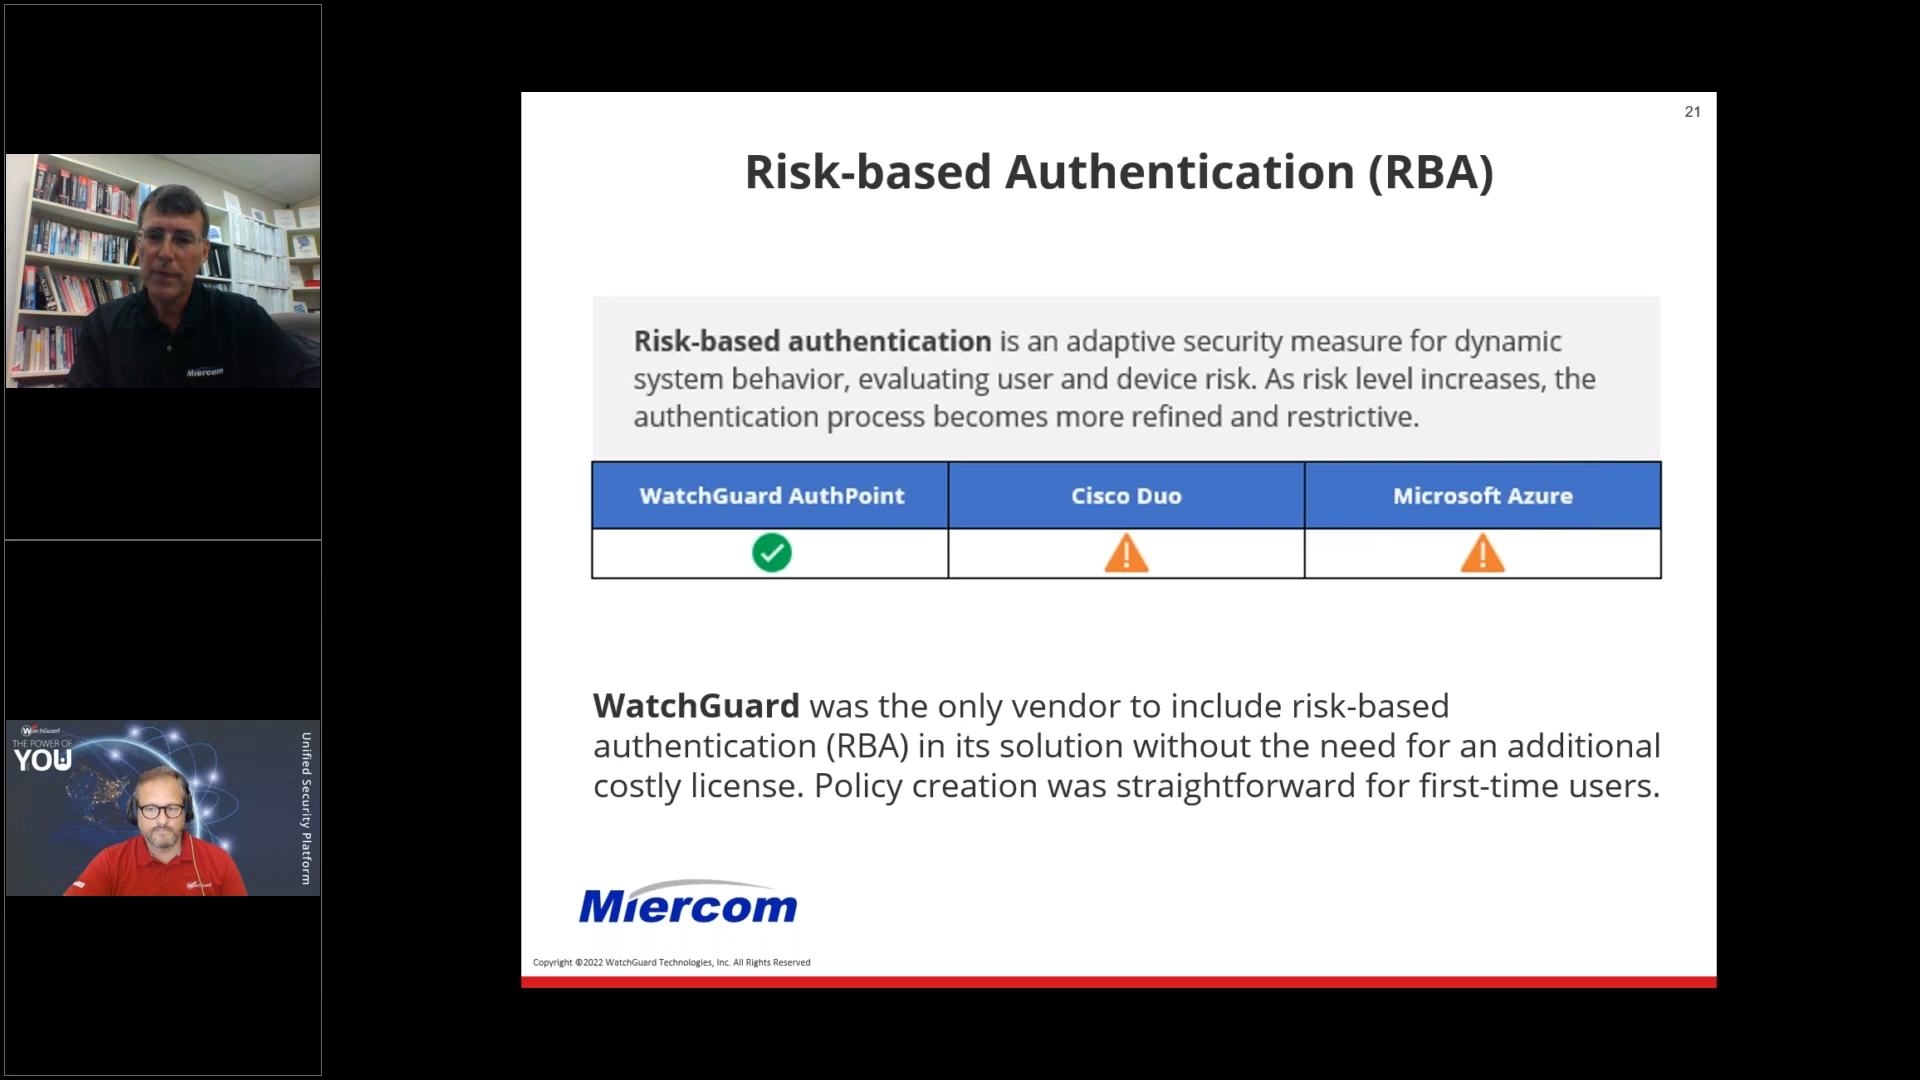 21
Risk-based Authentication (RBA)
Risk-based authentication is an adaptive security measure for dynamic
system behavior, evaluating user and device risk. As risk level increases, the
authentication process becomes more refined and restrictive.
WatchGuard AuthPoint
Cisco Duo
Microsoft Azure
WatchGuard was the only vendor to include risk-based
authentication (RBA) in its solution without the need for an additional
costly license. Policy creation was straightforward for first-time users.
Miercom
Copyright ©2022 WatchGuard Technologies, Inc. All Rights Reserved
Miercom
WatchGuard
THE POWER OF
YOU
Unified Security Platform
WatchGuard